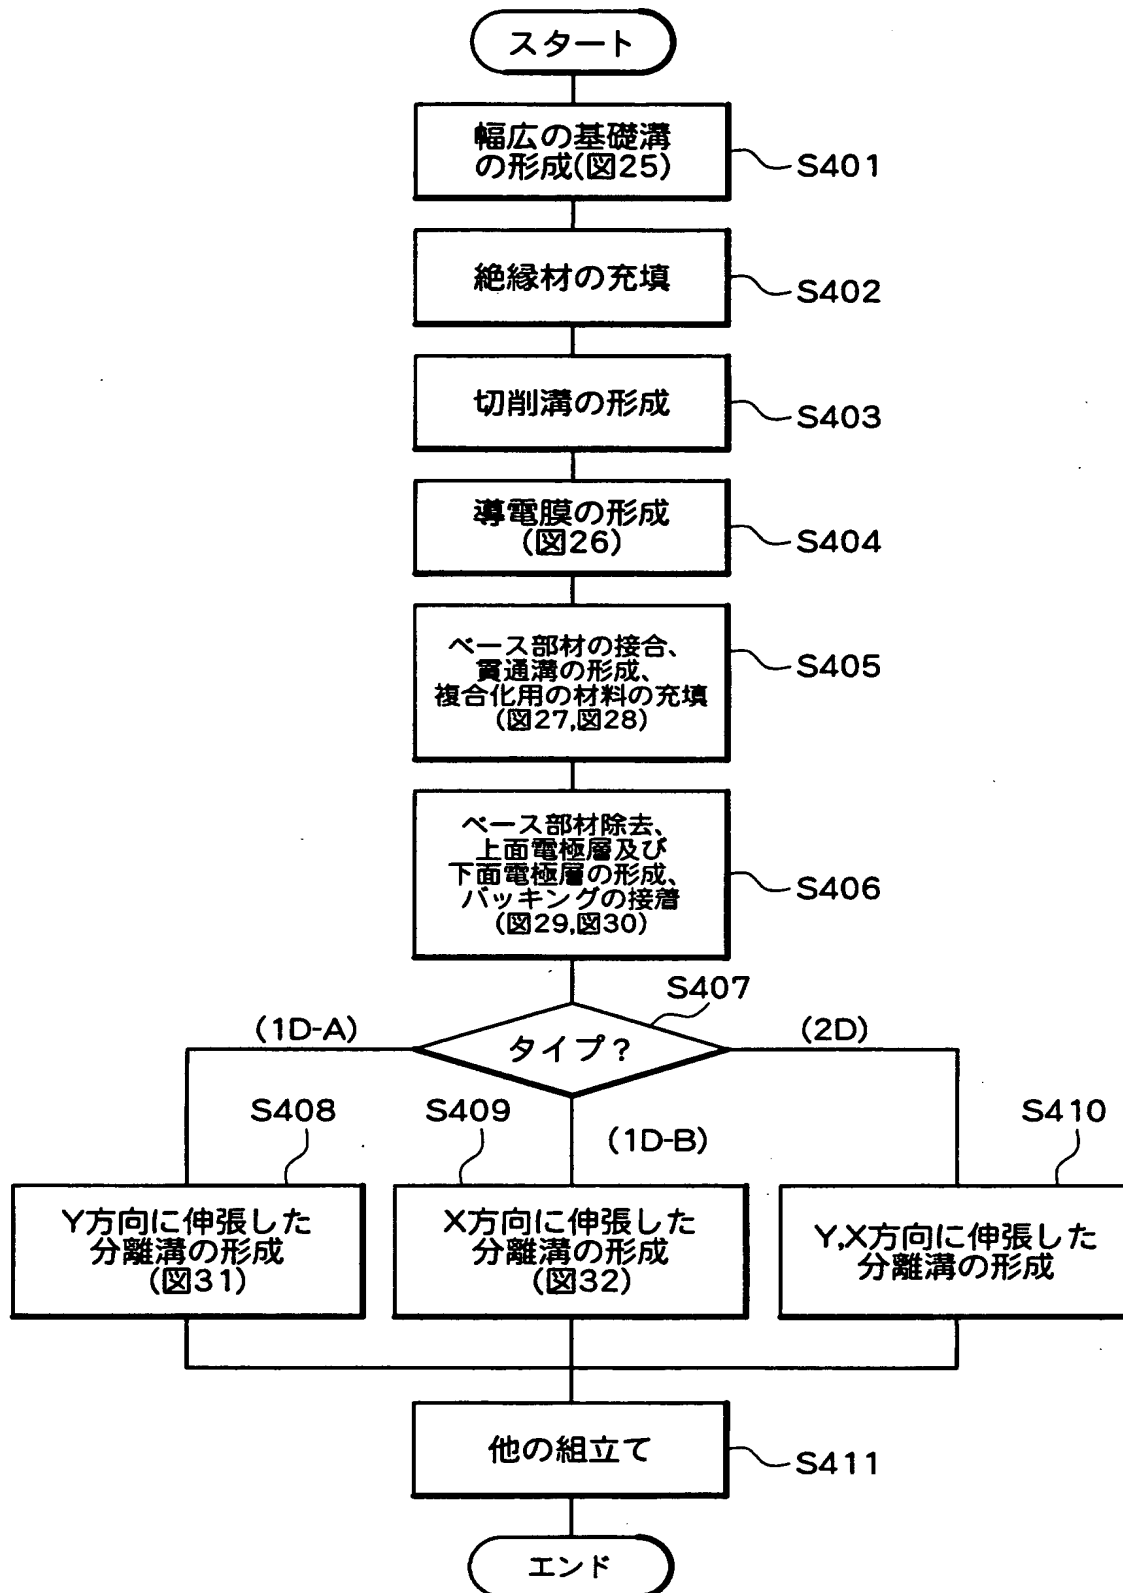 スタート
幅広の基礎溝
の形成(図25)
S401
絶縁材の充填
S402
切削溝の形成
S403
導電膜の形成
(図26)
S404
ベース部材の接合、
貫通溝の形成、
複合化用の材料の充填
(図27,図28)
S405
ベース部材除去、
上面電極層及び
下面電極層の形成、
バッキングの接着
(図29,図30)
S406
S407
タイプ?
(1D-A)
(2D)
(1D-B)
S408
Y方向に伸張した
分離溝の形成
(図31)
S409
X方向に伸張した
分離溝の形成
(図32)
S410
Y,X方向に伸張した
分離溝の形成
他の組立て
S411
エンド